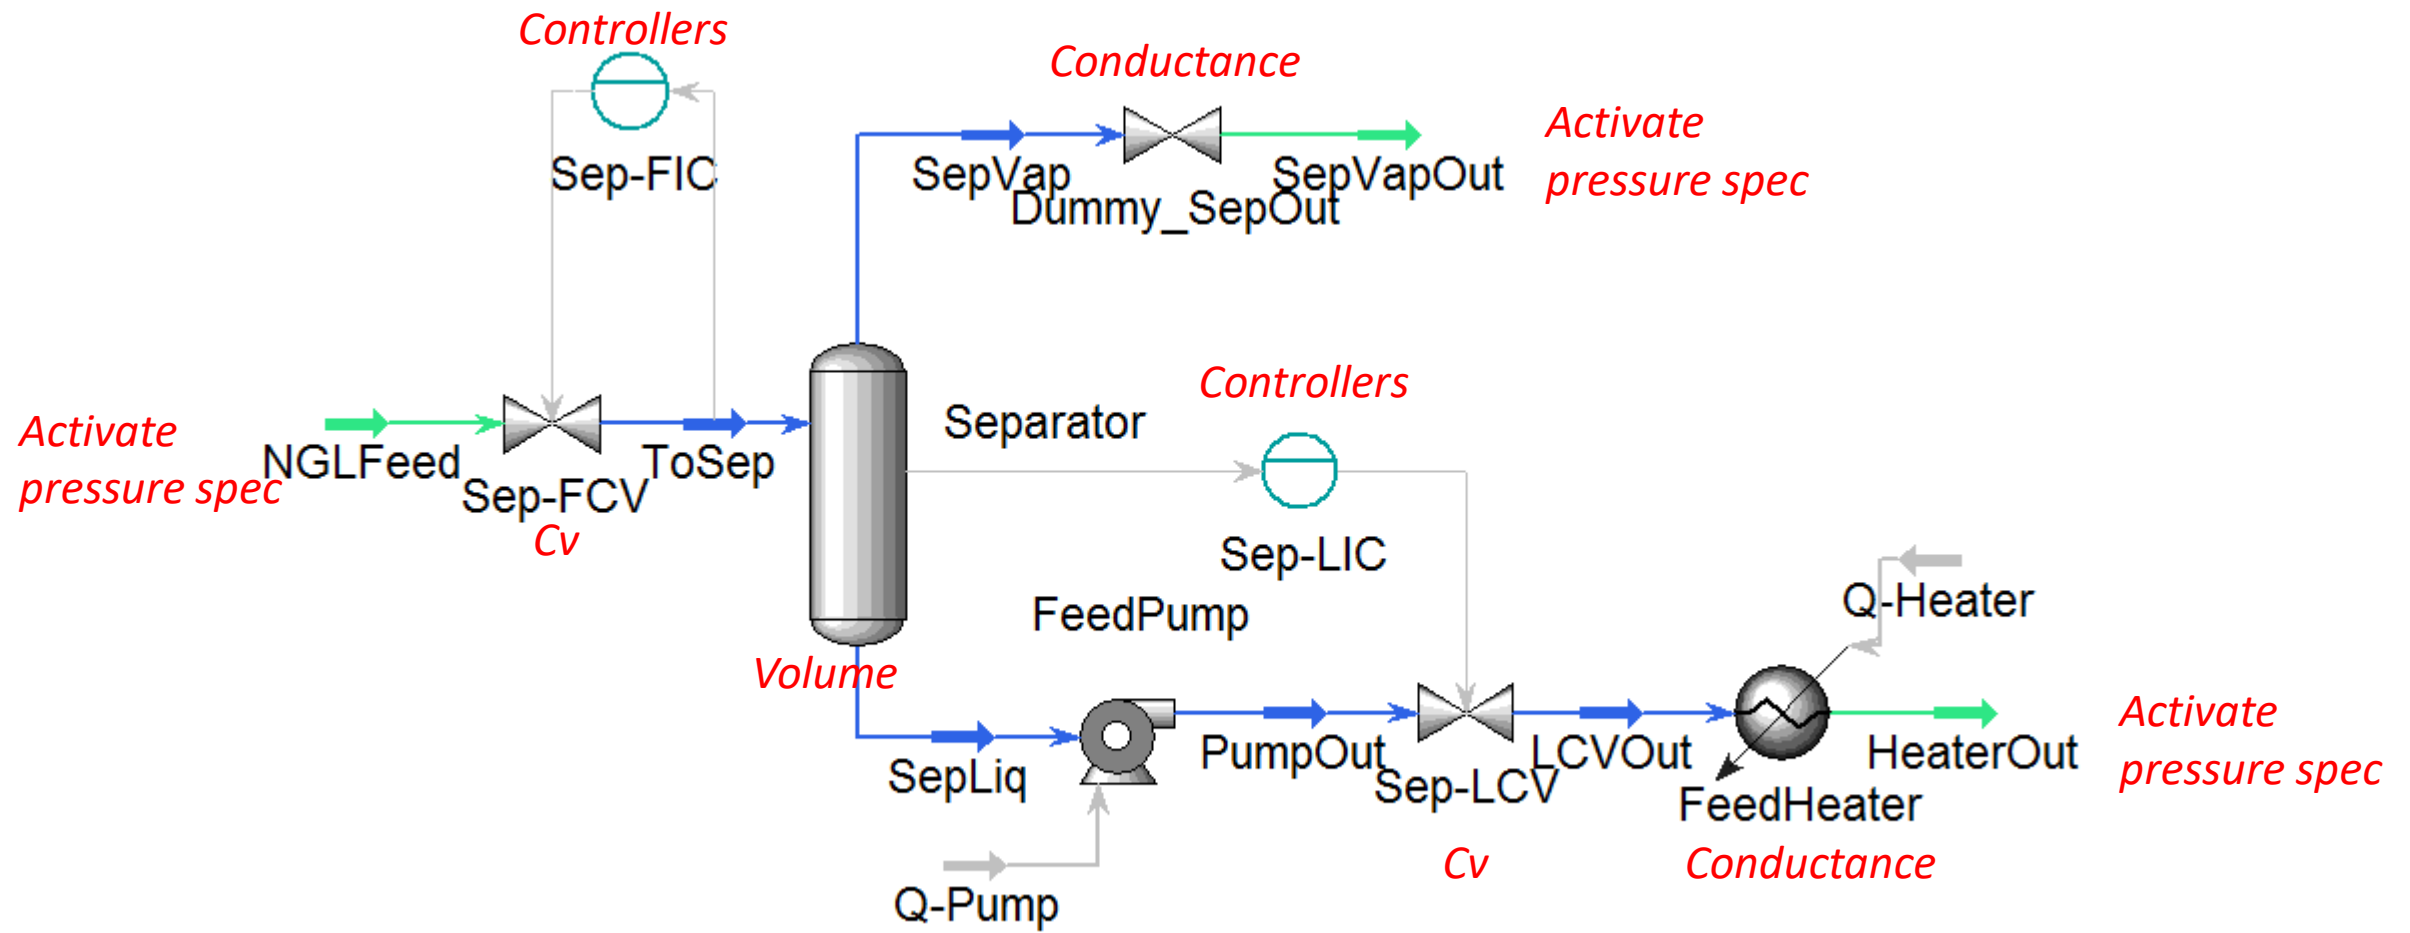 Controllers
Conductance
Sep-FIC
SepVap
SepVapOut
Dummy_SepOut
Activate
pressure spec
Activate
pressure spec
NGLFeed
Sep-FCV
Cv
ToSep
Separator
Controllers
Sep-LIC
Volume
FeedPump
SepLiq
Q-Pump
PumpOut
Sep-LCV
Cv
LCVOut
Q-Heater
FeedHeater
Conductance
HeaterOut
Activate
pressure spec